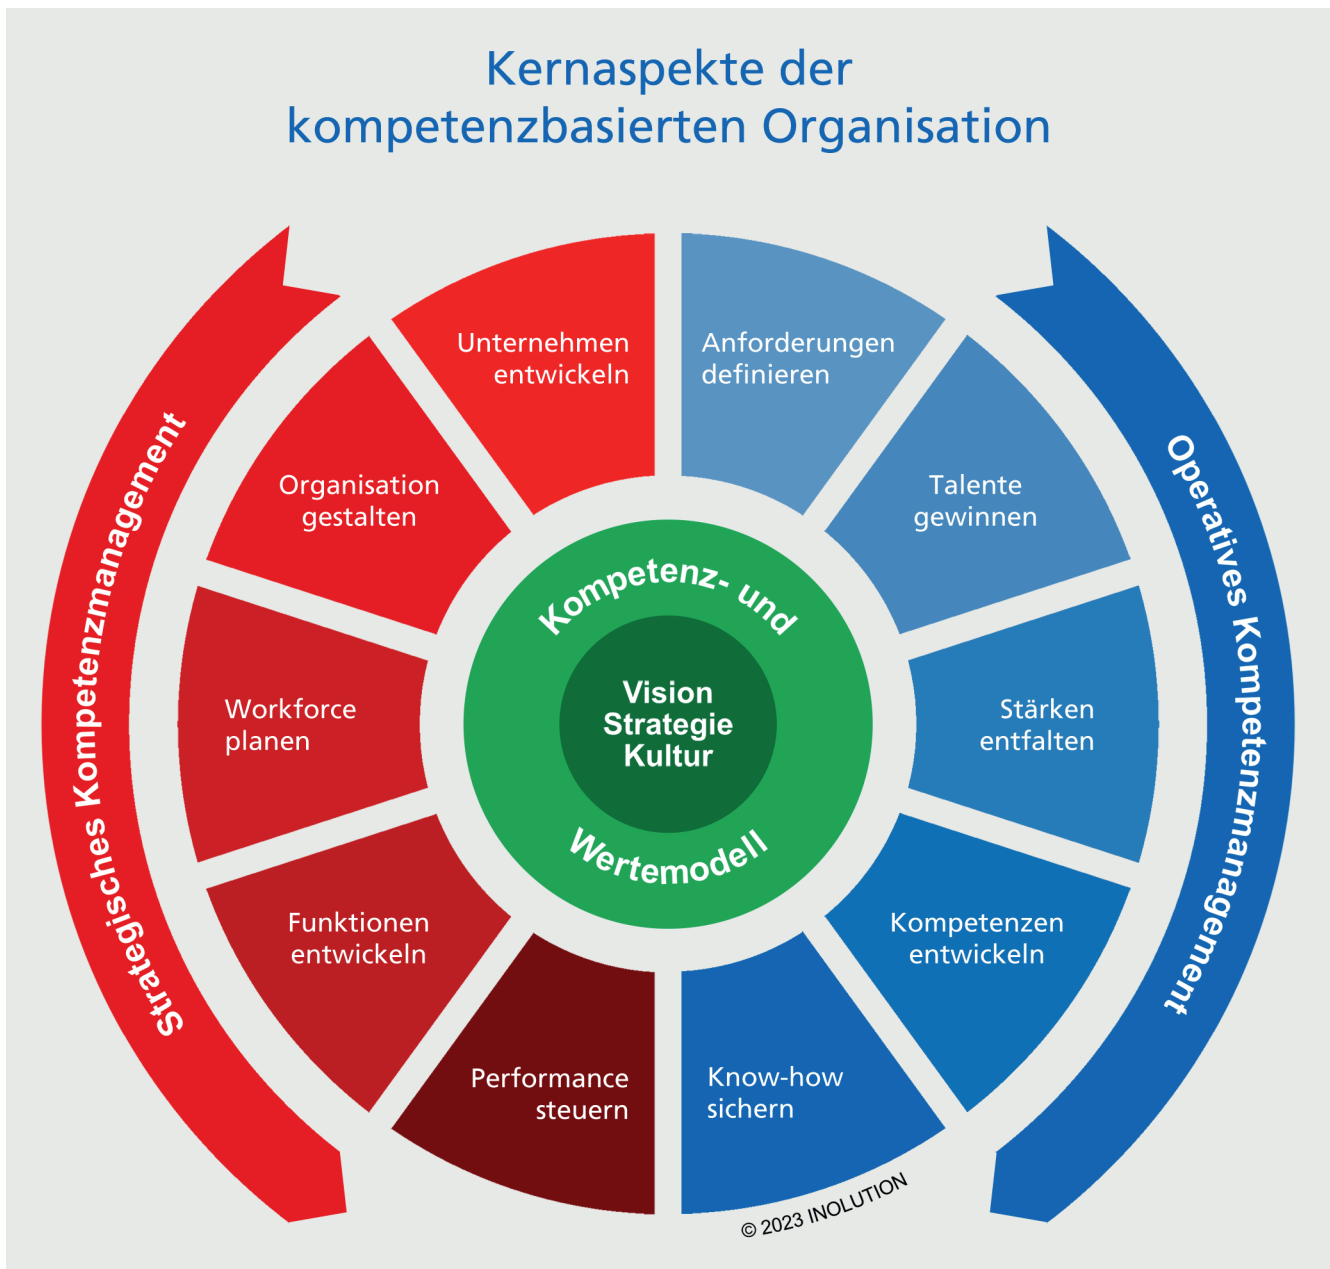 Kernaspekte der
kompetenzbasierten Organisation
Strategisches Kompetenzmanagement
Unternehmen
entwickeln
Organisation
gestalten
Workforce
planen
Funktionen
entwickeln
Performance
steuern
Kompetenz- und
Wertemodell
Vision
Strategie
Kultur
Anforderungen
definieren
Talente
gewinnen
Stärken
entfalten
Kompetenzen
entwickeln
Know-how
sichern
Operatives Kompetenzmanagement
© 2023 INOLUTION